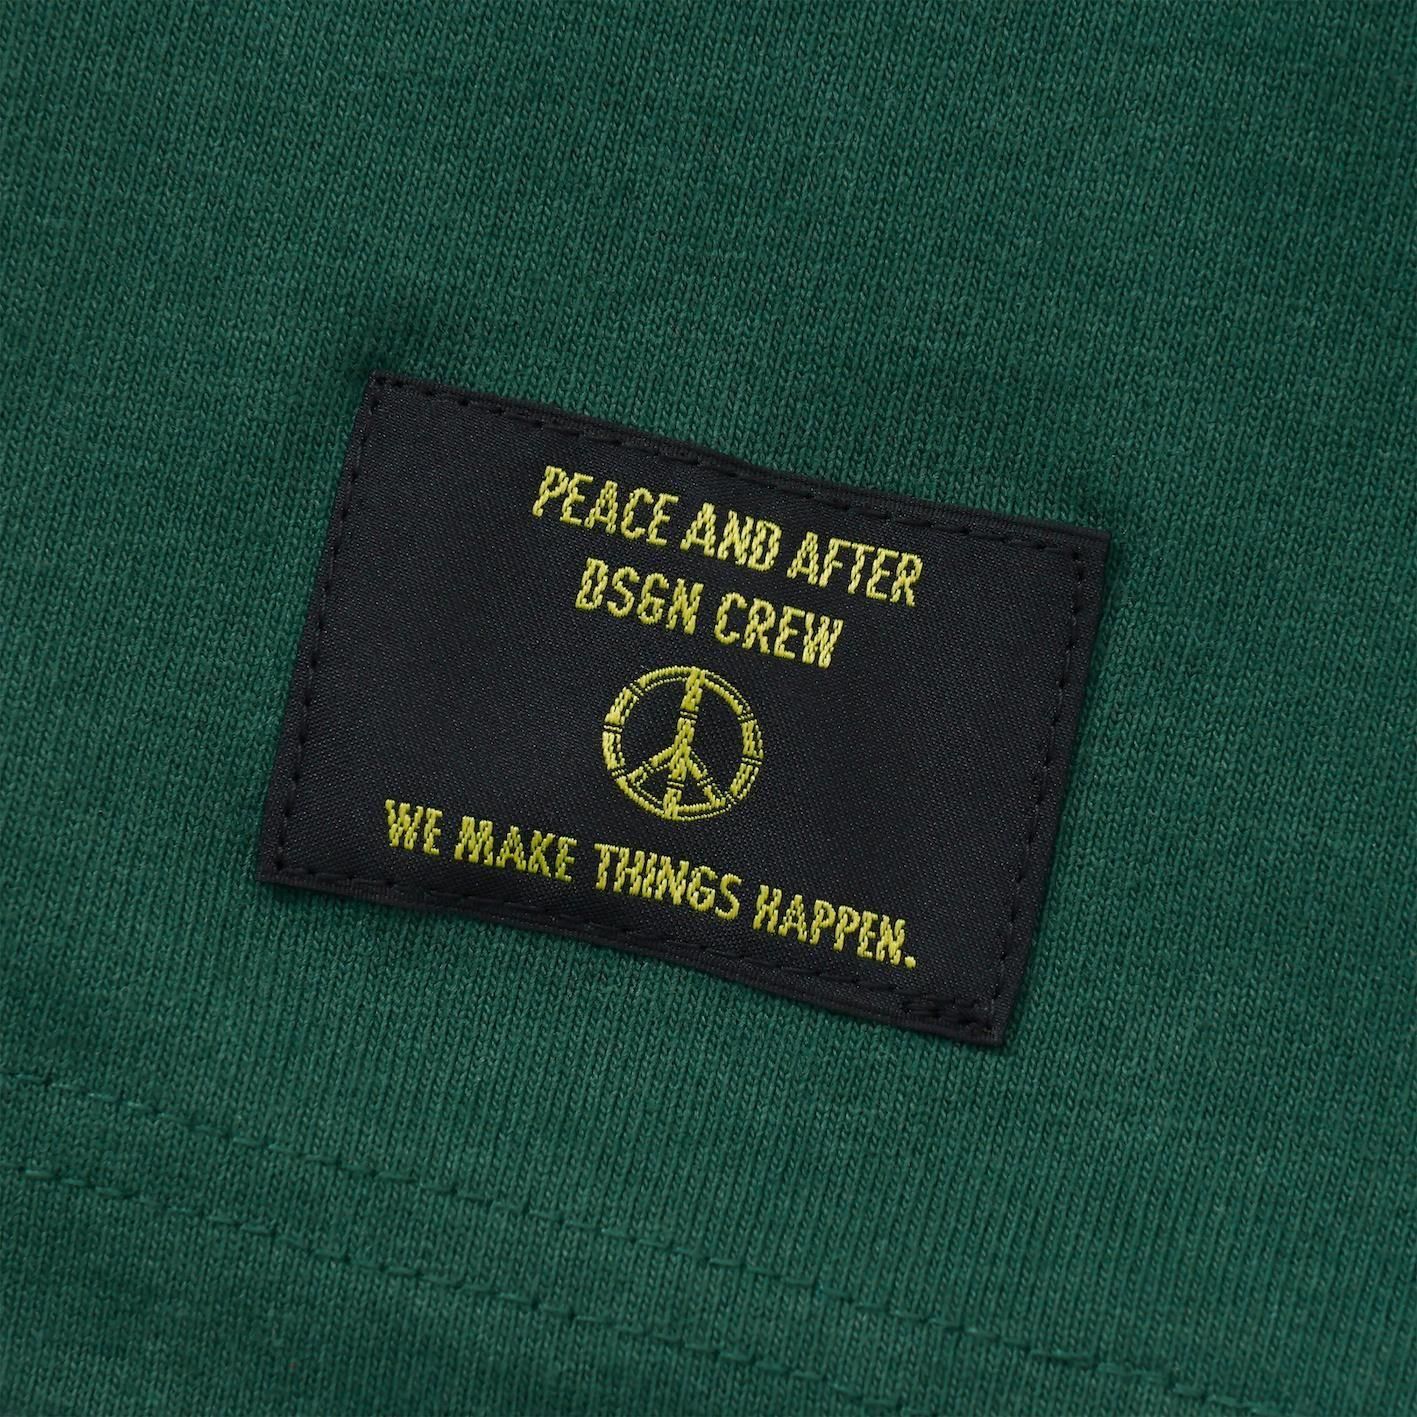 PEACE AND AFTER
DSGN CREW
WE MAKE THINGS HAPPEN.